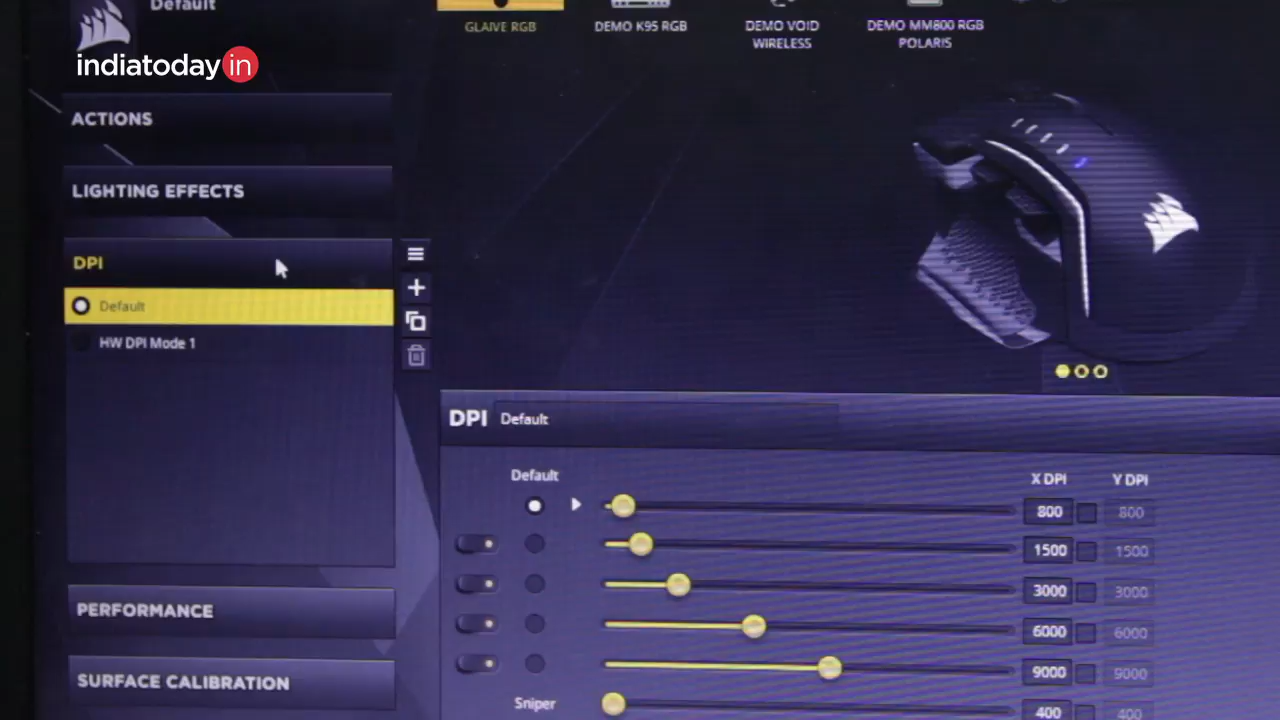 Default
indiatoday in
GLAIVE RGB
DEMO K95 RGB
DEMO VOID
WIRELESS
DEMO MM800 RGB
POLARIS
ACTIONS
LIGHTING EFFECTS
DPI
Default
HW DPI Mode 1
PERFORMANCE
SURFACE CALIBRATION
DPI Default
Default X DPI Y DPI
800 800
1500 1500
3000 3000
6000 6000
9000 9000
Sniper 400 400